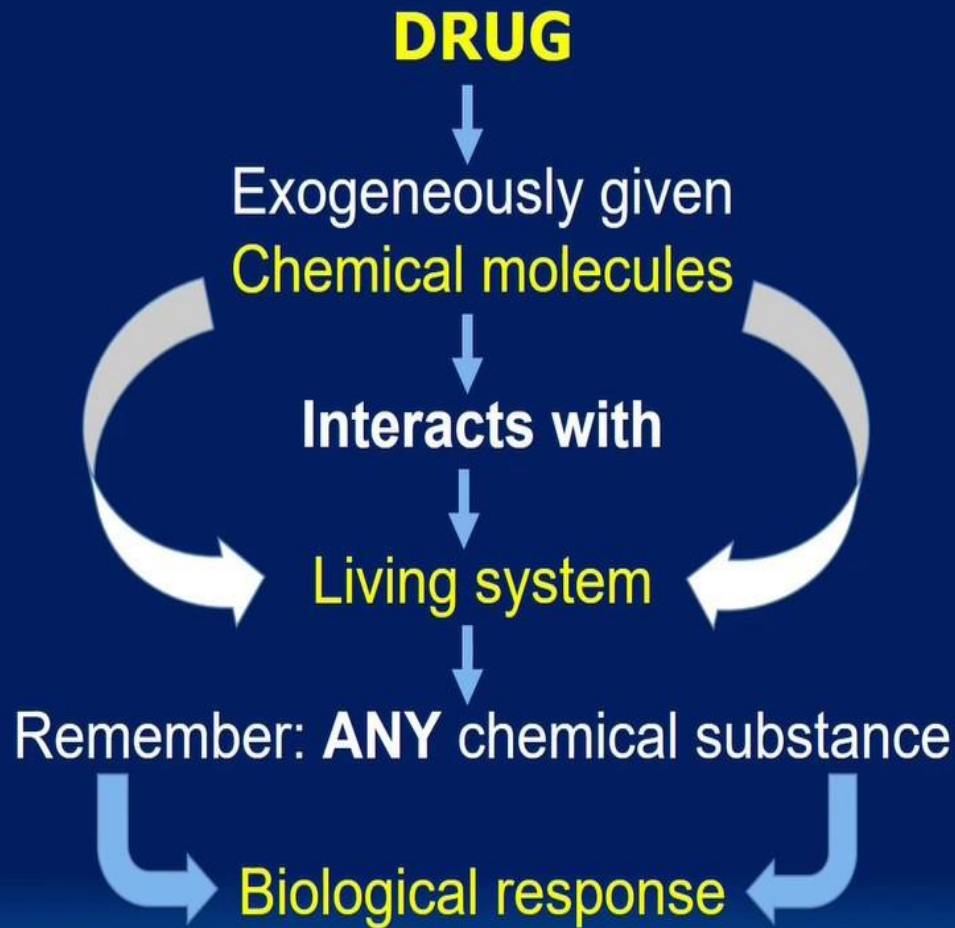 DRUG
Exogeneously given
Chemical molecules
Interacts with
Living system
Remember: ANY chemical substance
Biological response